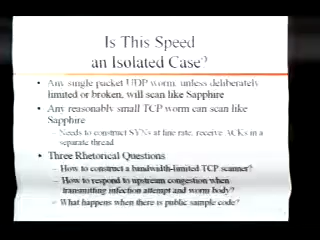 Is This Speed
an Isolated Case?
• Any single packet UDP worm, unless deliberately
limited or broken, will scan like Sapphire
• Any reasonably small TCP worm can scan like
Sapphire
– Needs to construct SYNs at line rate, receive ACKs in a
separate thread
• Three Rhetorical Questions
– How to construct a bandwidth-limited TCP scanner?
– How to respond to upstream congestion when
transmitting infection attempt and worm body?
– What happens when there is public sample code?